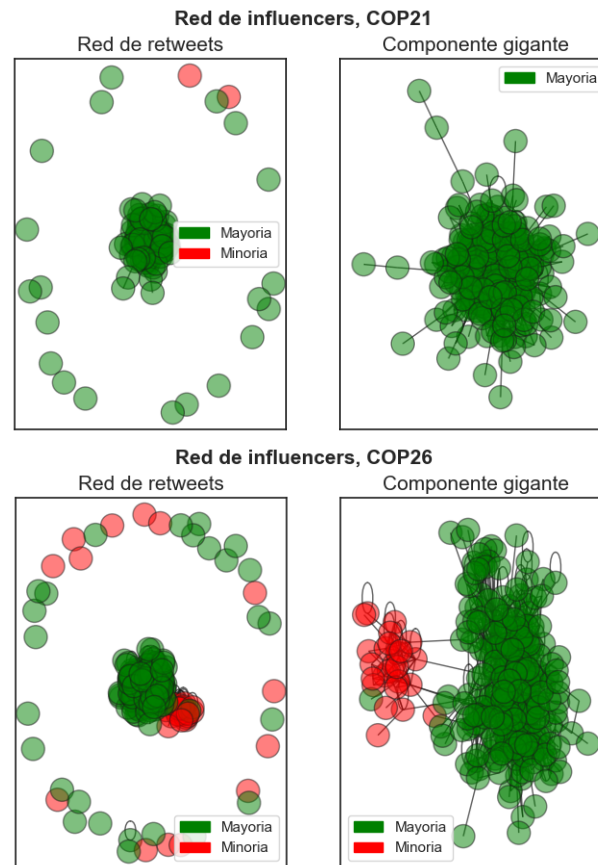 Red de influencers, COP21
Red de retweets
Componente gigante
Mayoria
Mayoria
Minoria
Red de influencers, COP26
Red de retweets
Componente gigante
Mayoria
Minoria
Mayoria
Minoria